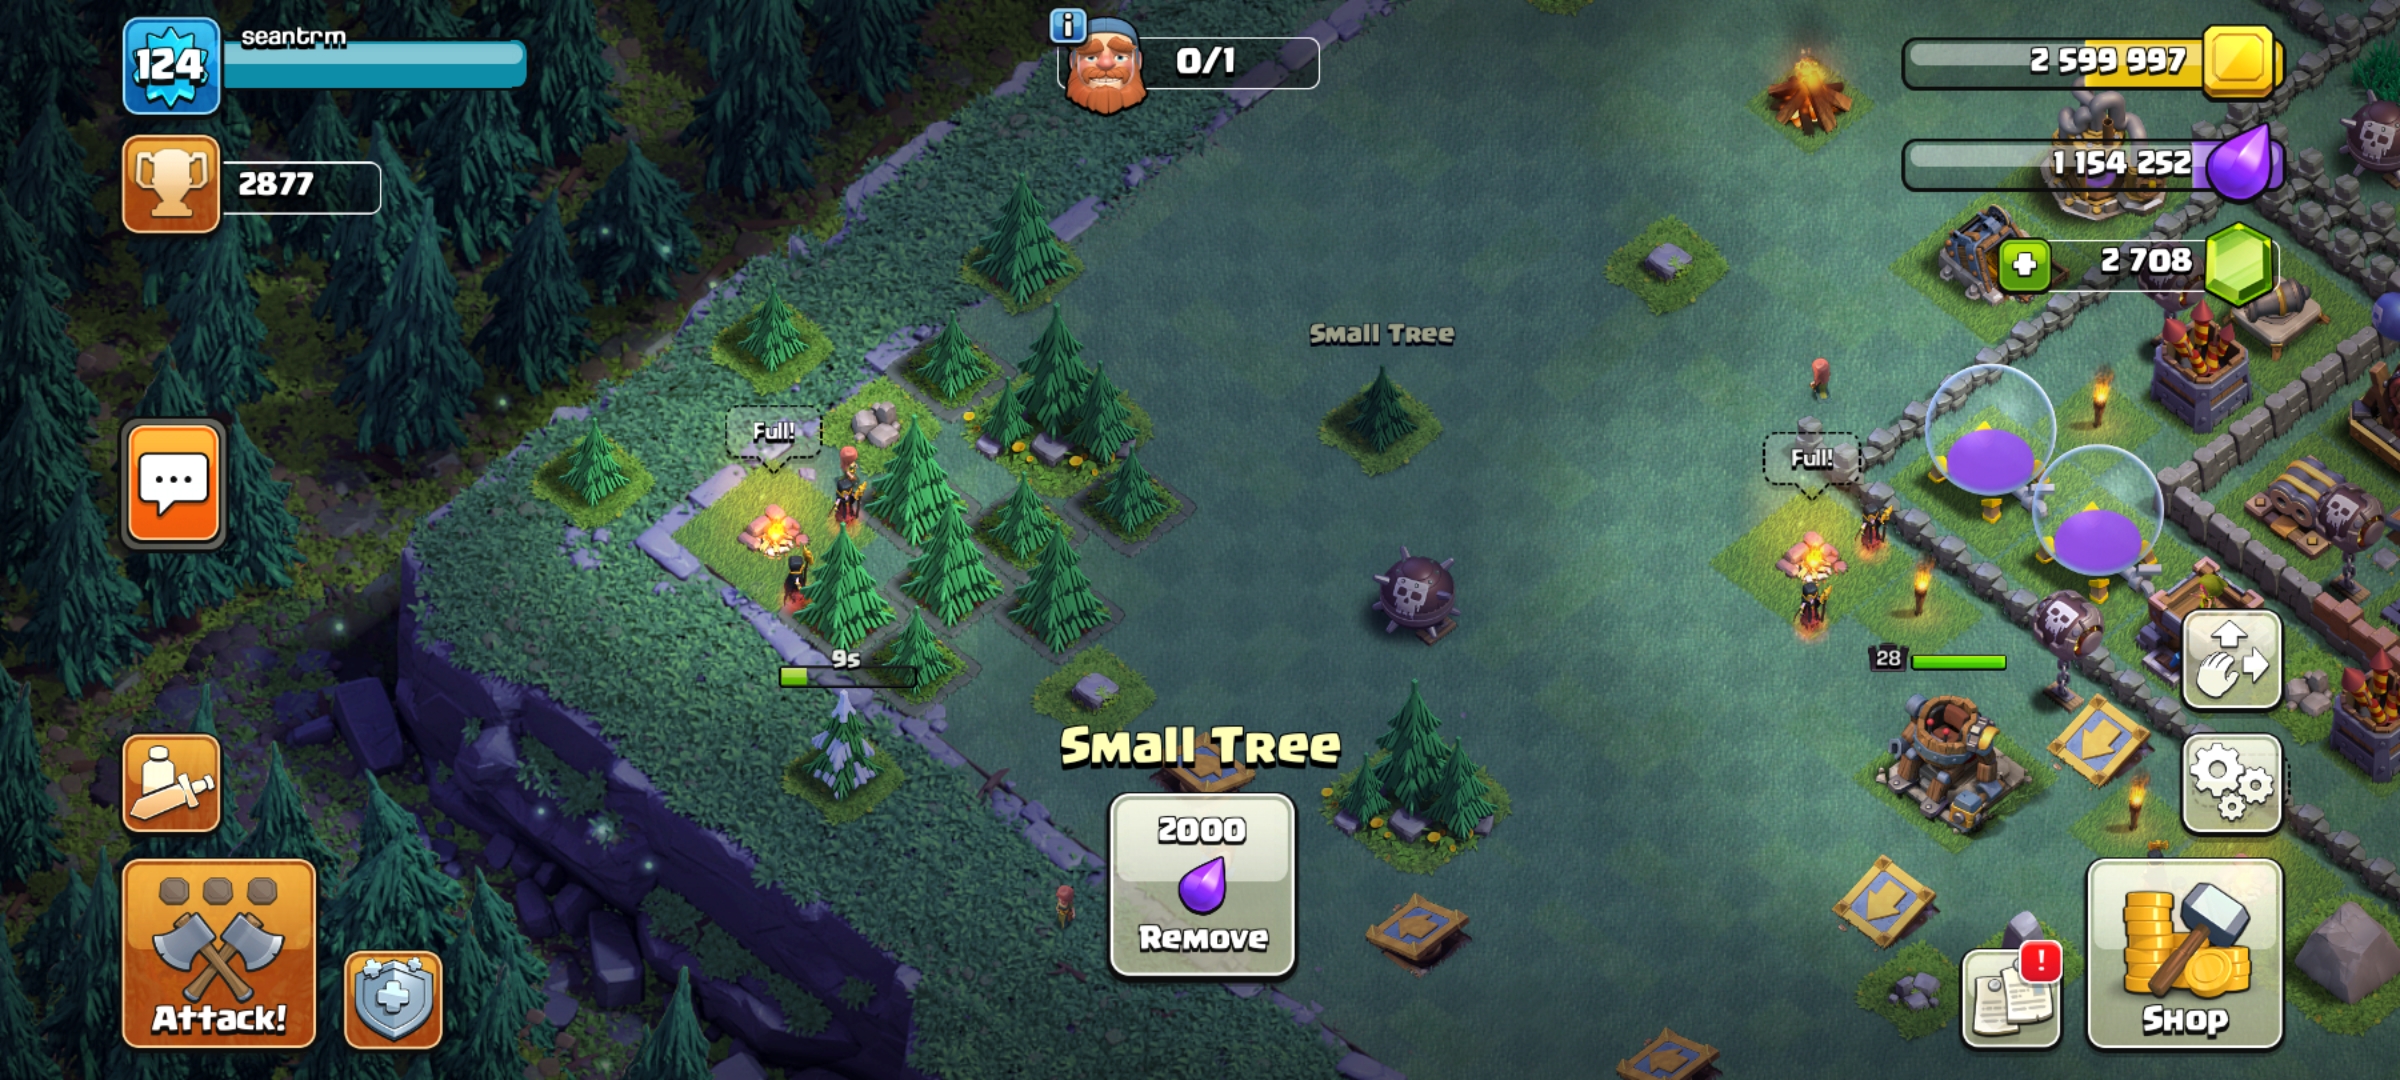 124
seantrm
0/1
2 599 997
2877
1 154 252
2 708
Small Tree
Full!
Full!
9s
28
Small Tree
2000
Remove
Attack!
!
Shop